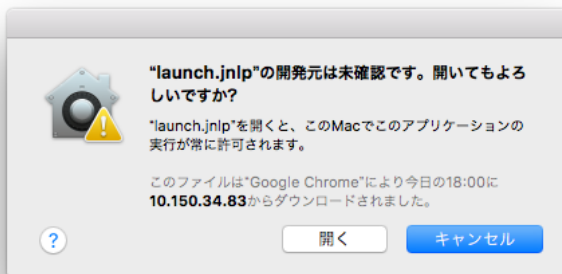 “launch.jnlp”の開発元は未確認です。開いてもよろ
しいですか?
“launch.jnlp”を開くと、このMacでこのアプリケーションの
実行が常に許可されます。
このファイルは“Google Chrome”により今日の18:00に
10.150.34.83からダウンロードされました。
?
開く
キャンセル